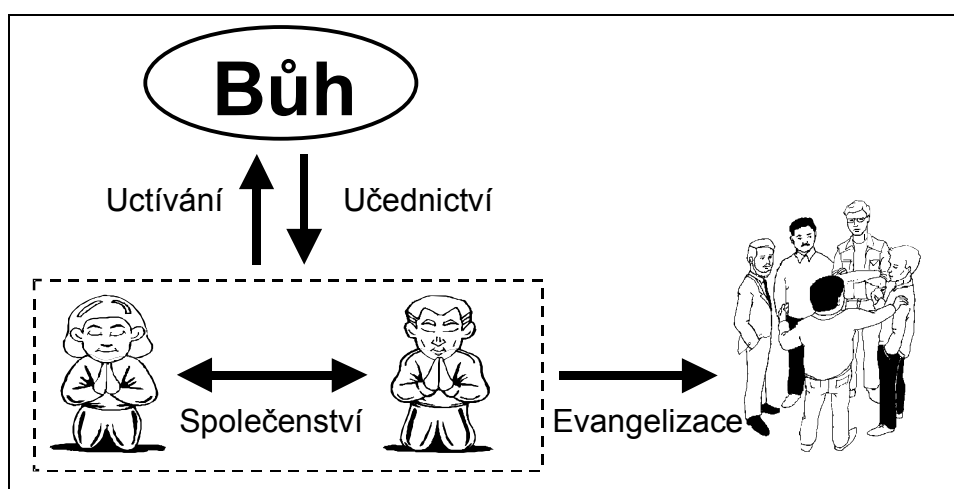 Bůh
Uctívání
Učednictví
Společenství
Evangelizace